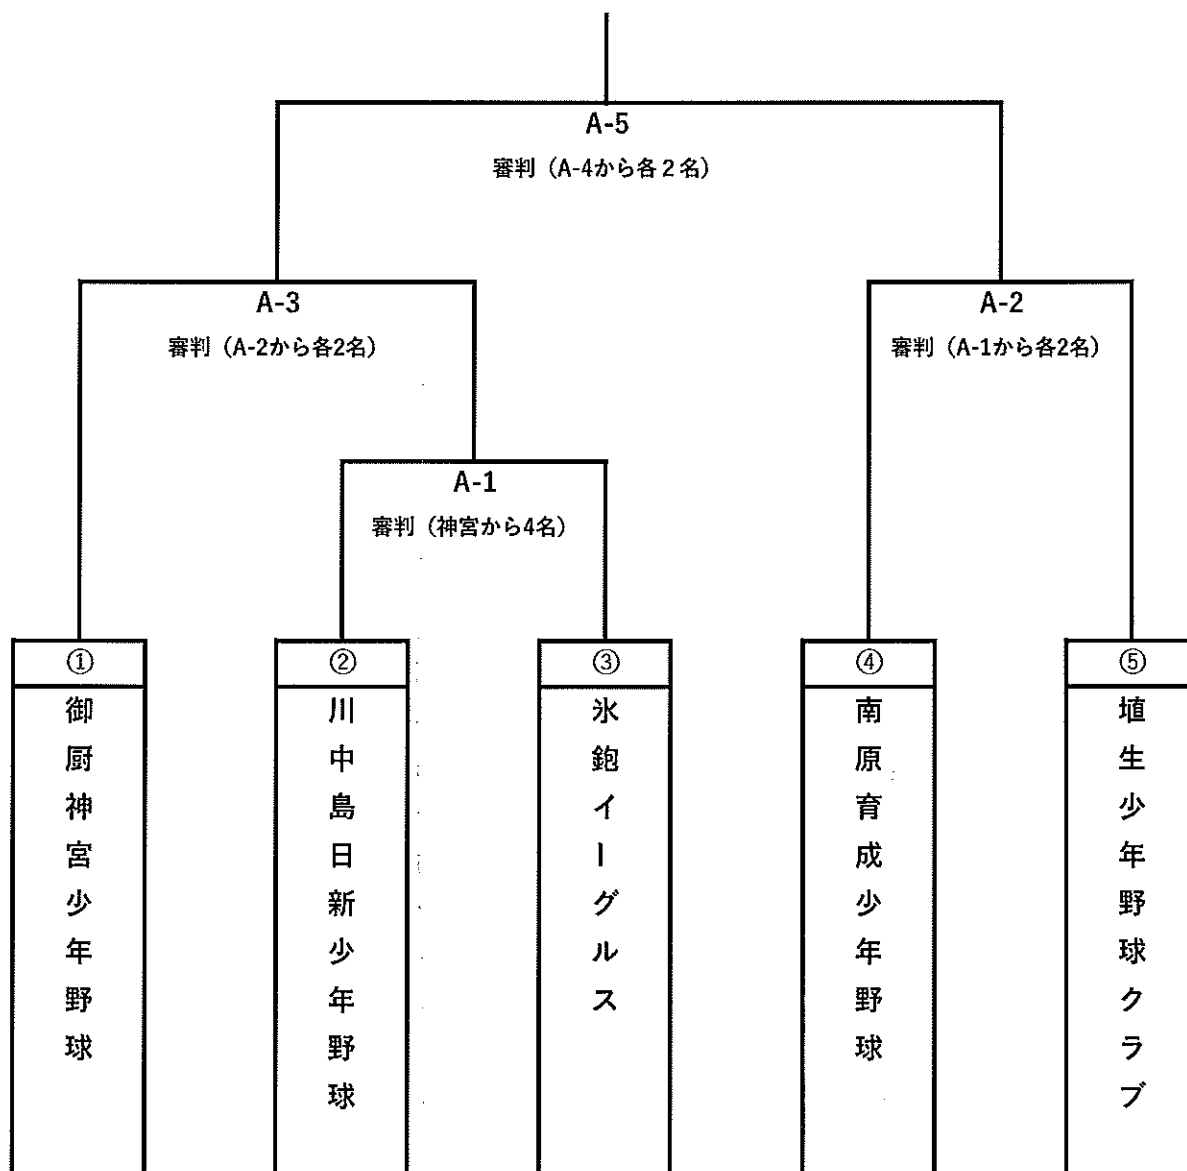 A-5
審判（A-4から各２名）
A-3
審判（A-2から各2名）
A-2
審判（A-1から各2名）
A-1
審判（神宮から4名）
①
御厨神宮少年野球
②
川中島日新少年野球
③
氷鉋イーグルス
④
南原育成少年野球
⑤
埴生少年野球クラブ